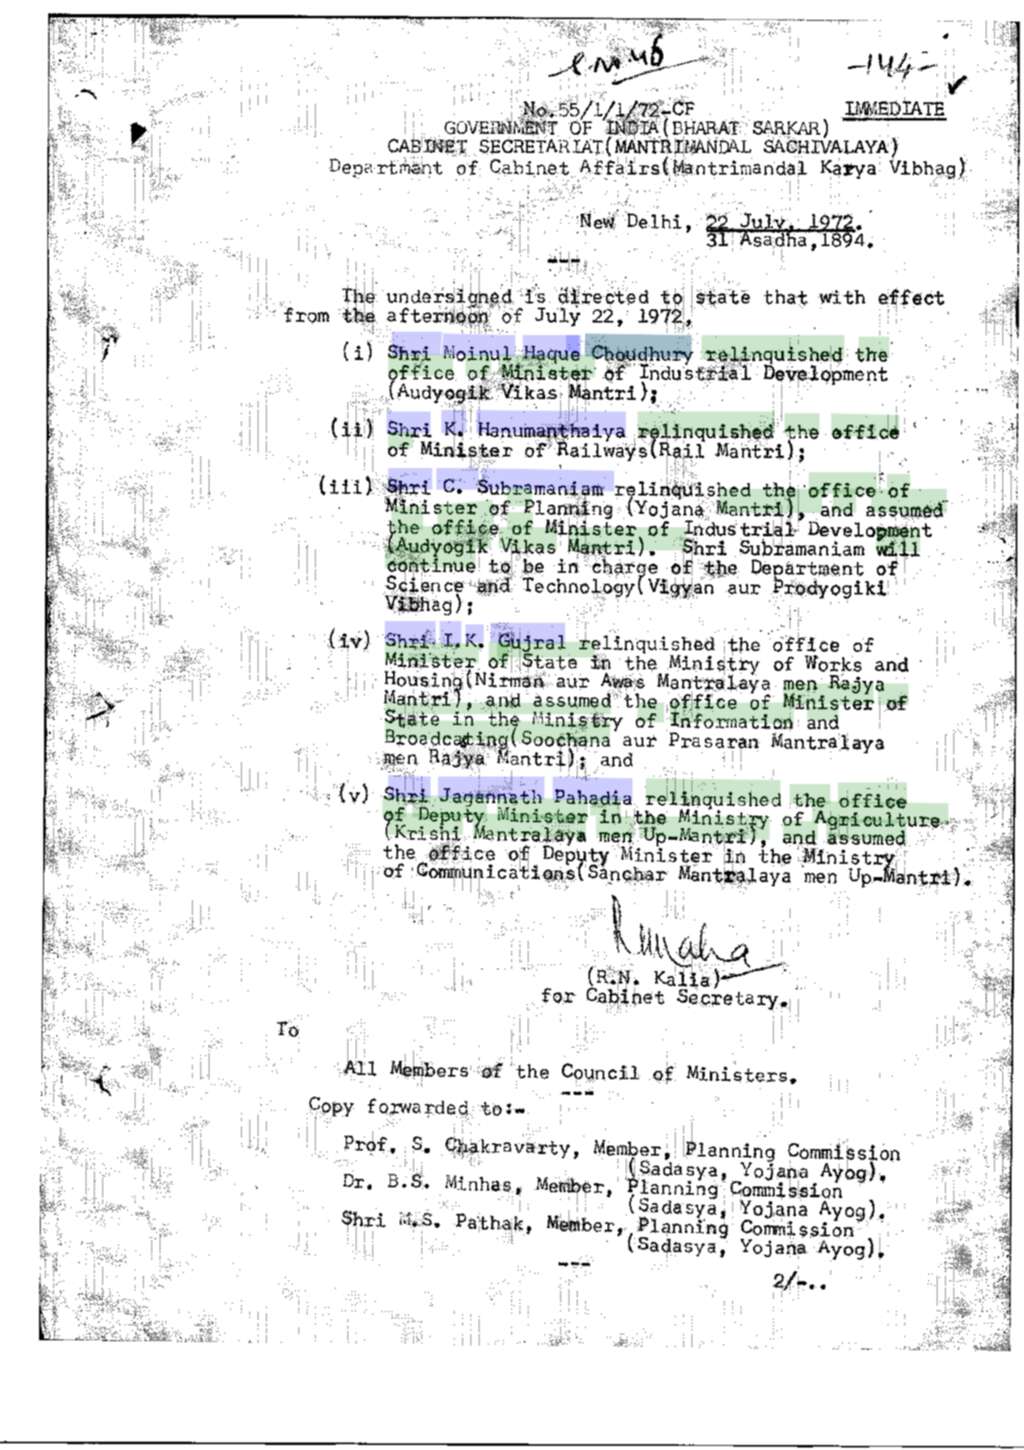 -144-
No.55/1/1/72-CF
IMMEDIATE
GOVERNMENT OF INDIA(BHARAT SARKAR)
CABINET SECRETARIAT(MANTRIMANDAL SACHIVALAYA)
Department of Cabinet Affairs(Mantrimandal Karya Vibhag)
New Delhi, 22 July, 1972.
31 Asadha,1894.
---
The undersigned is directed to state that with effect
from the afternoon of July 22, 1972,
(i) Shri Moinul Haque Choudhury relinquished the
office of Minister of Industrial Development
(Audyogik Vikas Mantri);
(ii) Shri K. Hanumanthaiya relinquished the office
of Minister of Railways(Rail Mantri);
(iii) Shri C. Subramaniam relinquished the office of
Minister of Planning (Yojana Mantri), and assumed
the office of Minister of Industrial Development
(Audyogik Vikas Mantri). Shri Subramaniam will
continue to be in charge of the Department of
Science and Technology(Vigyan aur Prodyogiki
Vibhag);
(iv) Shri I.K. Gujral relinquished the office of
Minister of State in the Ministry of Works and
Housing(Nirman aur Awas Mantralaya men Rajya
Mantri), and assumed the office of Minister of
State in the Ministry of Information and
Broadcasting(Soochana aur Prasaran Mantralaya
men Rajya Mantri); and
(v) Shri Jagannath Pahadia relinquished the office
of Deputy Minister in the Ministry of Agriculture
(Krishi Mantralaya men Up-Mantri), and assumed
the office of Deputy Minister in the Ministry
of Communications(Sanchar Mantralaya men Up-Mantri).
(R.N. Kalia)
for Cabinet Secretary.
To
All Members of the Council of Ministers.
---
Copy forwarded to:-
Prof. S. Chakravarty, Member, Planning Commission
(Sadasya, Yojana Ayog).
Dr. B.S. Minhas, Member, Planning Commission
(Sadasya, Yojana Ayog).
Shri M.S. Pathak, Member, Planning Commission
(Sadasya, Yojana Ayog).
---
2/-..